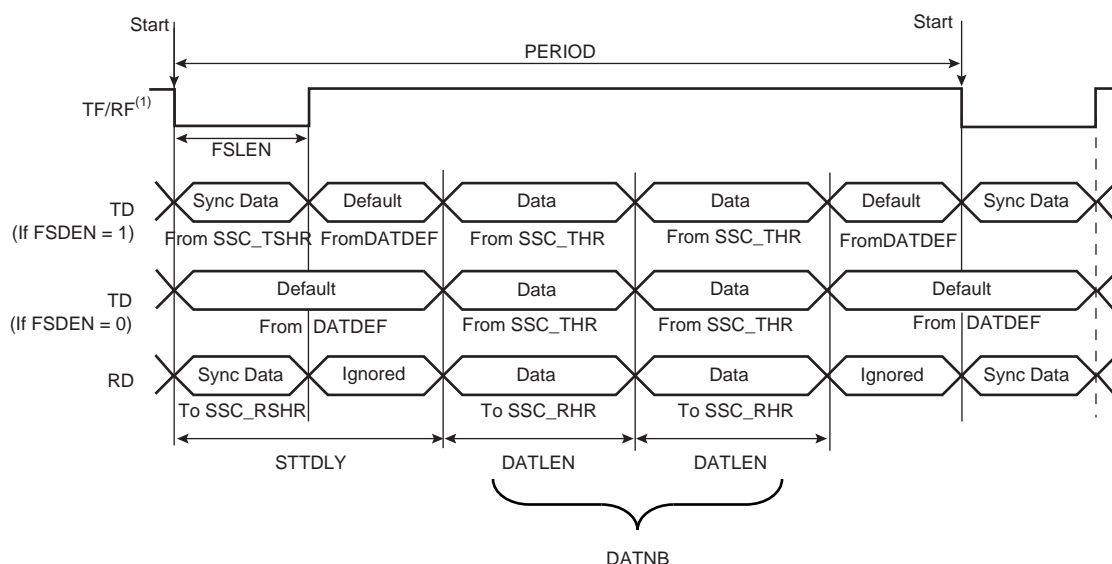 Start
Start
PERIOD
TF/RF(1)
FSLEN
TD
(If FSDEN = 1)
Sync Data
Default
Data
Data
Default
Sync Data
From SSC_TSHR
FromDATDEF
From SSC_THR
From SSC_THR
FromDATDEF
TD
(If FSDEN = 0)
Default
Data
Data
Default
From DATDEF
From SSC_THR
From SSC_THR
From DATDEF
RD
Sync Data
Ignored
Data
Data
Ignored
Sync Data
To SSC_RSHR
To SSC_RHR
To SSC_RHR
STTDLY
DATLEN
DATLEN
DATNB